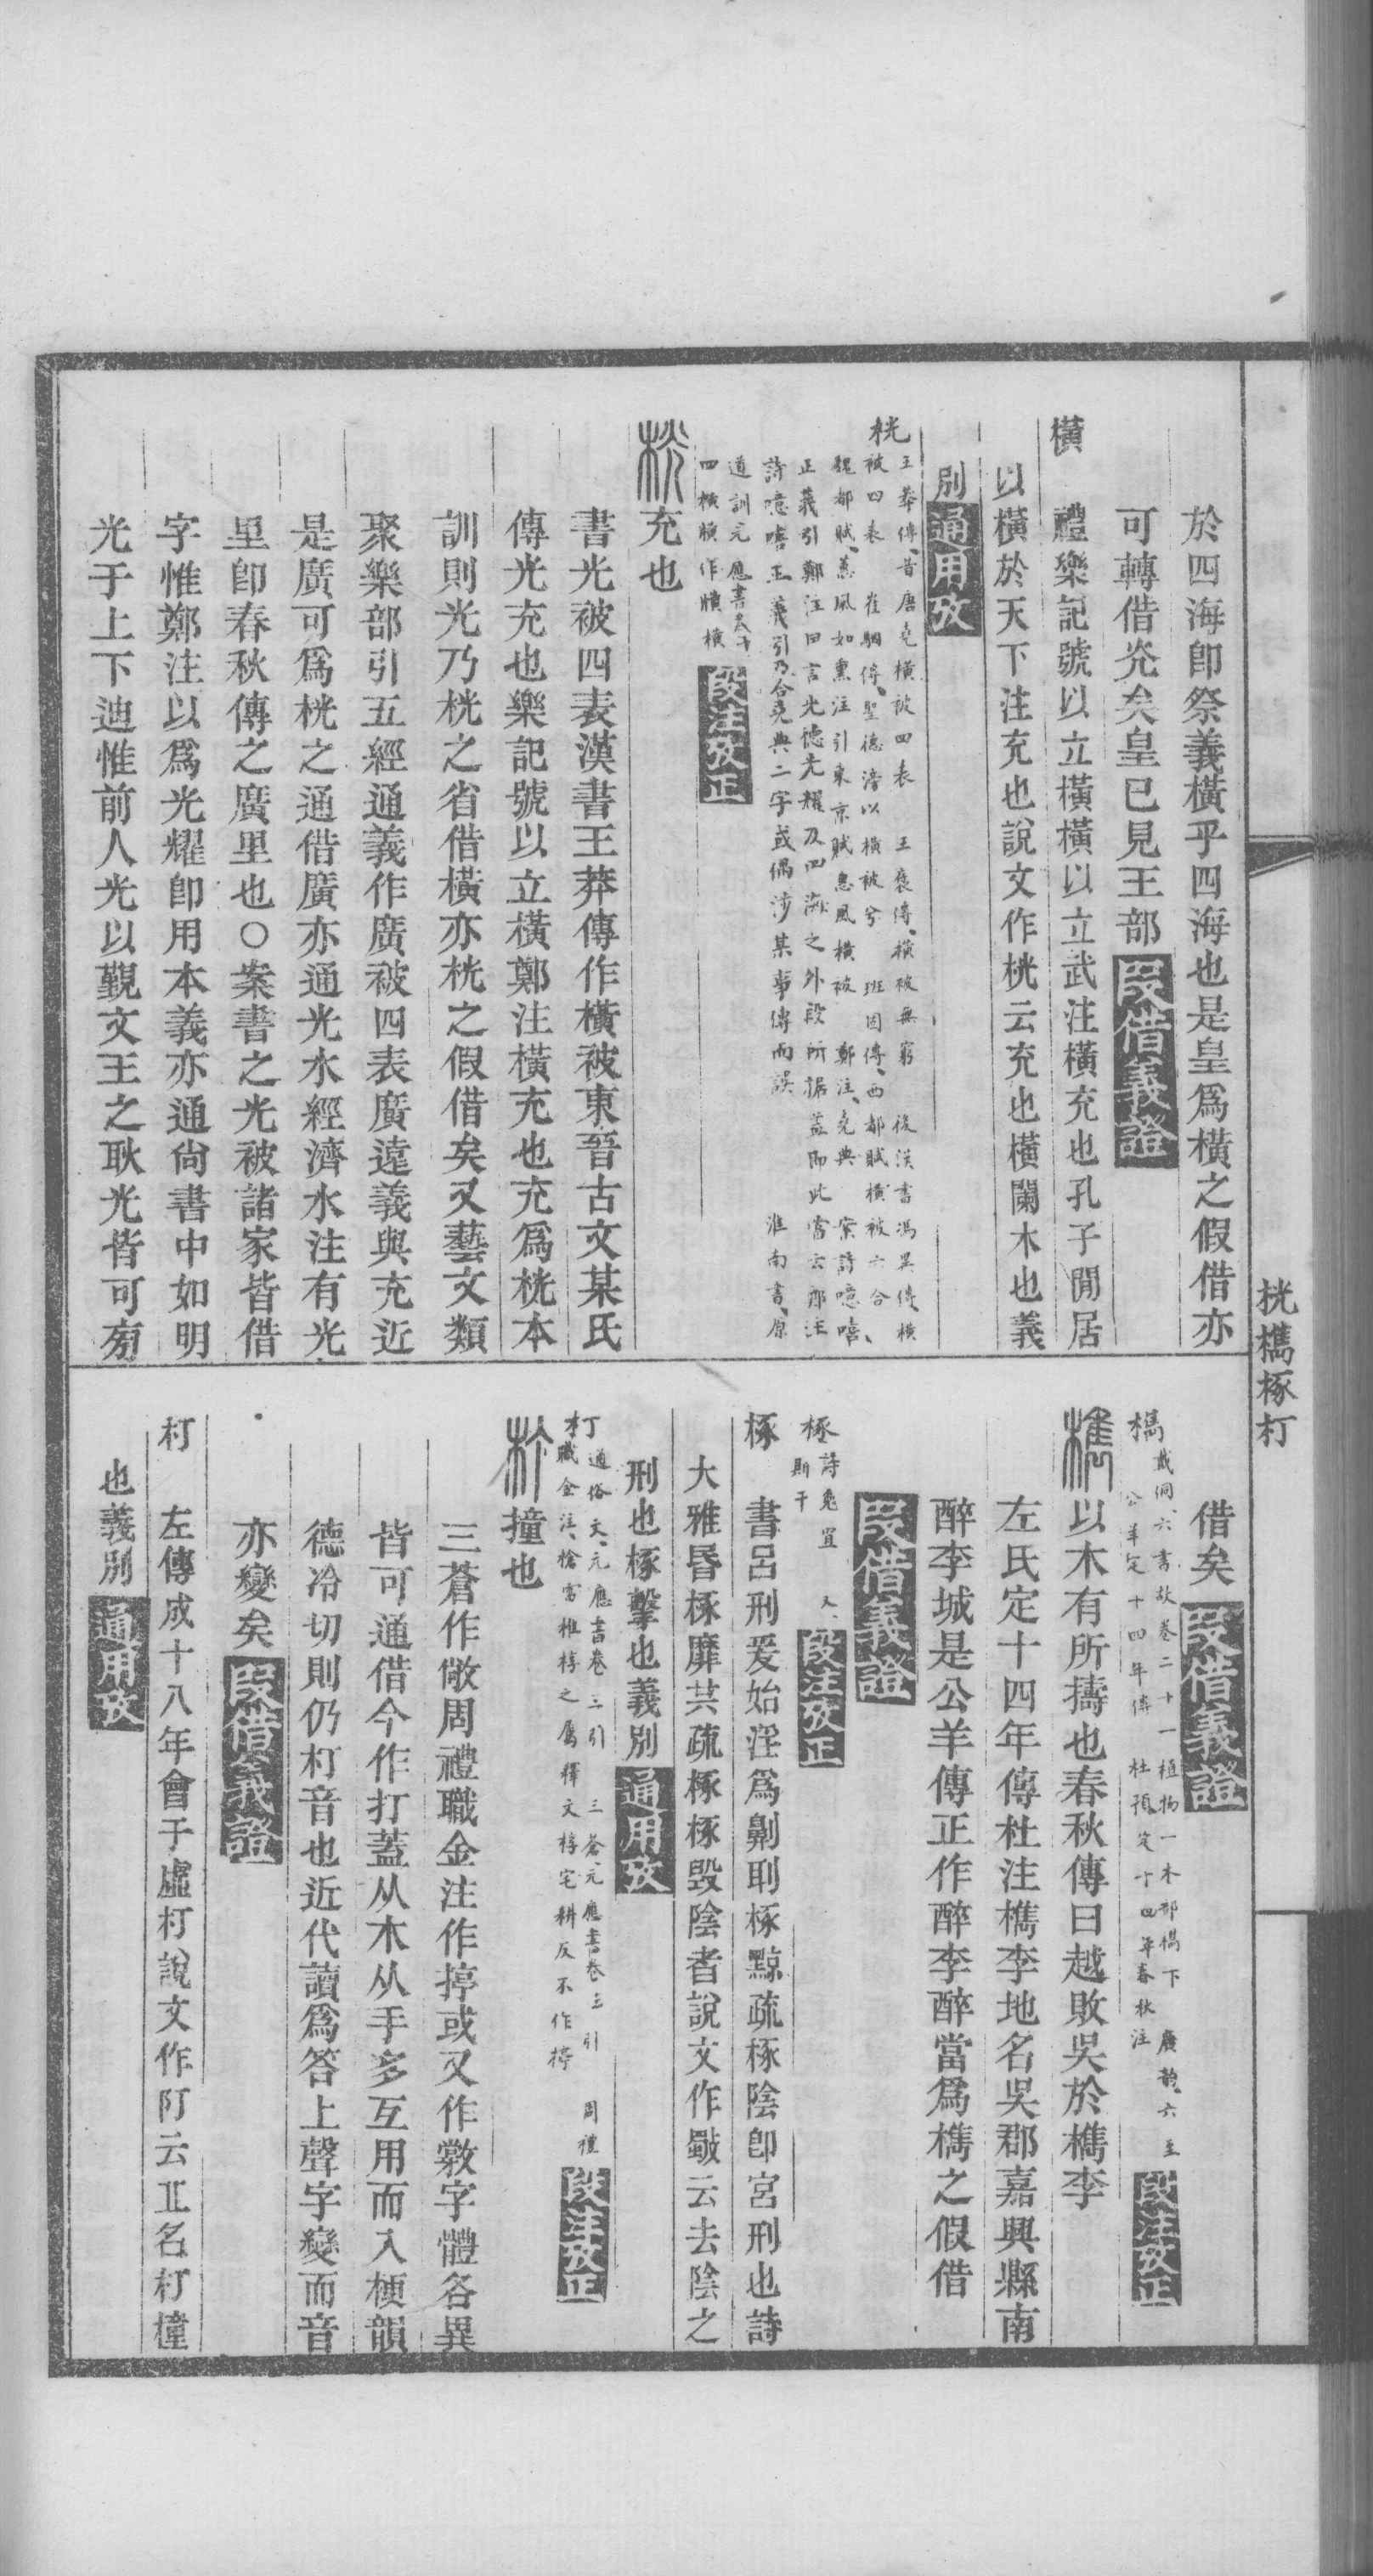 於四海卽祭義橫乎四海也是皇爲橫之假借亦
可轉借灮矣皇已見王部 叚借義證
橫 禮樂記號以立橫橫以立武注橫充也孔子閒居
以橫於天下注充也說文作桄云充也橫闌木也義
別 通用攷
桄 王莽傳、昔唐堯橫被四表 王襃傳、橫被無窮 後漢書馮異傳、橫
被四表 崔駰傳、聖德滂以橫被兮 班固傳、西都賦橫被六合、
魏都賦、蕙風如熏注引東京賦惠風橫被 鄭注、堯典 案詩噫嘻、
正義引鄭注曰言光德光耀及四海之外段所據蓋卽此當云鄭注
詩噫嘻正義引乃合堯典二字或偶涉某事傳而誤 淮南書、原
道訓元應書卷十
四橫橫作橫橫 段注攷正
桄 充也
書光被四表漢書王莽傳作橫被東晉古文某氏
傳光充也樂記號以立橫鄭注橫充也充爲桄本
訓則光乃桄之省借橫亦桄之假借矣又藝文類
聚樂部引五經通義作廣被四表廣遠義與充近
是廣可爲桄之通借廣亦通光水經濟水注有光
里卽春秋傳之廣里也○案書之光被諸家皆借
字惟鄭注以爲光耀卽用本義亦通尙書中如明
光于上下迪惟前人光以覲文王之耿光皆可㫄
桄檇椓朾
借矣 叚借義證
檇 戴侗、六書故卷二十一植物一木部檇下 廣韵、六至
公羊定十四年傳 杜預、定十四年春秋注 段注攷正
檇 以木有所擣也春秋傳曰越敗吳於檇李
左氏定十四年傳杜注檇李地名吳郡嘉興縣南
醉李城是公羊傳正作醉李醉當爲檇之假借
叚借義證
椓 詩兔罝 又、
斯干 段注攷正
椓 書呂刑爰始淫爲劓刵椓黥疏椓陰卽宮刑也詩
大雅昬椓靡共疏椓椓毀陰者說文作斀云去陰之
刑也椓擊也義別 通用攷
朾 通俗文、元應書卷三引 三蒼、元應書卷三引 周禮
職金注、槍雷椎椁之屬釋文椁宅耕反不作揨 段注攷正
朾 撞也
三蒼作敞周禮職金注作揨或又作敹字體各異
皆可通借今作打蓋从木从手多互用而入梗韻
德冷切則仍朾音也近代讀爲答上聲字變而音
亦變矣 叚借義證
朾 左傳成十八年會于虛朾說文作阠云丘名朾撞
也義別 通用攷